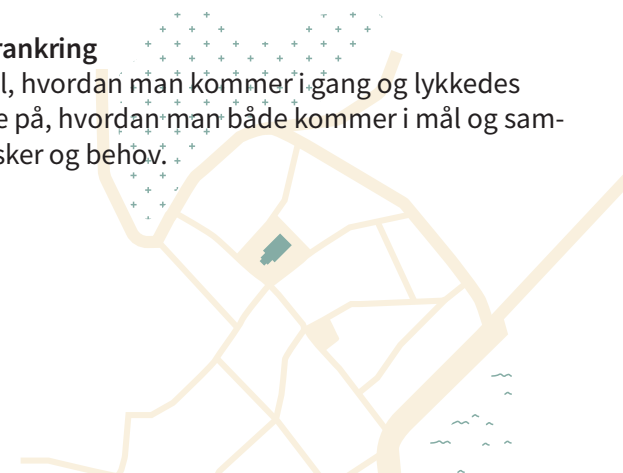 rankring
l, hvordan man kommer i gang og lykkedes
e på, hvordan man både kommer i mål og sam-
sker og behov.